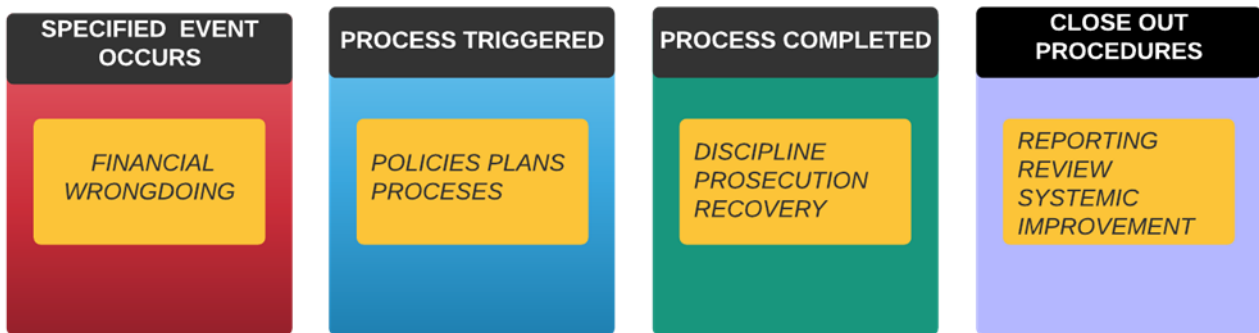 SPECIFIED EVENT
OCCURS
FINANCIAL
WRONGDOING
PROCESS TRIGGERED
POLICIES PLANS
PROCESES
PROCESS COMPLETED
DISCIPLINE
PROSECUTION
RECOVERY
CLOSE OUT
PROCEDURES
REPORTING
REVIEW
SYSTEMIC
IMPROVEMENT